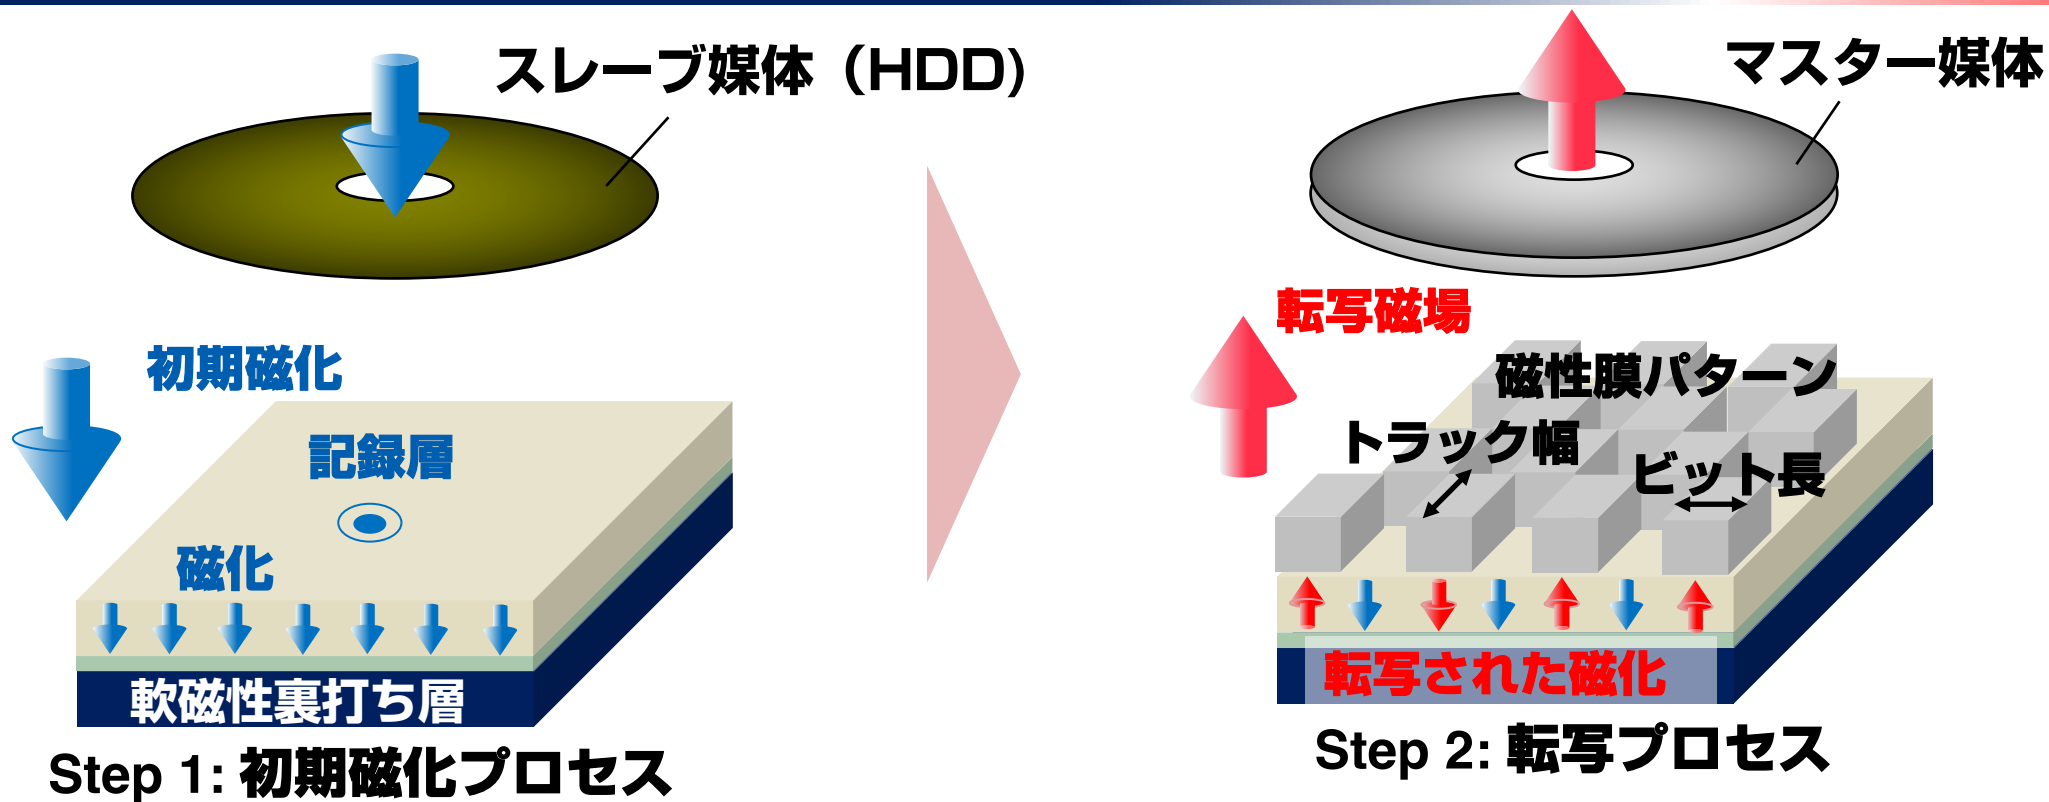 スレーブ媒体（HDD)
初期磁化
記録層
磁化
軟磁性裏打ち層
Step 1: 初期磁化プロセス
マスター媒体
転写磁場
磁性膜パターン
トラック幅
ビット長
転写された磁化
Step 2: 転写プロセス